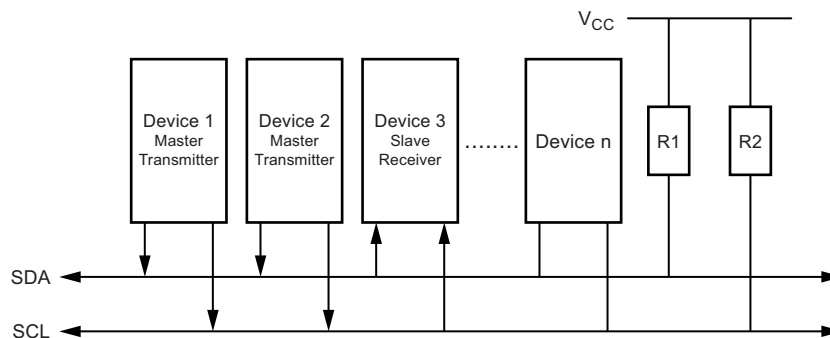 V_CC
Device 1
Master
Transmitter
Device 2
Master
Transmitter
Device 3
Slave
Receiver
........
Device n
R1
R2
SDA
SCL